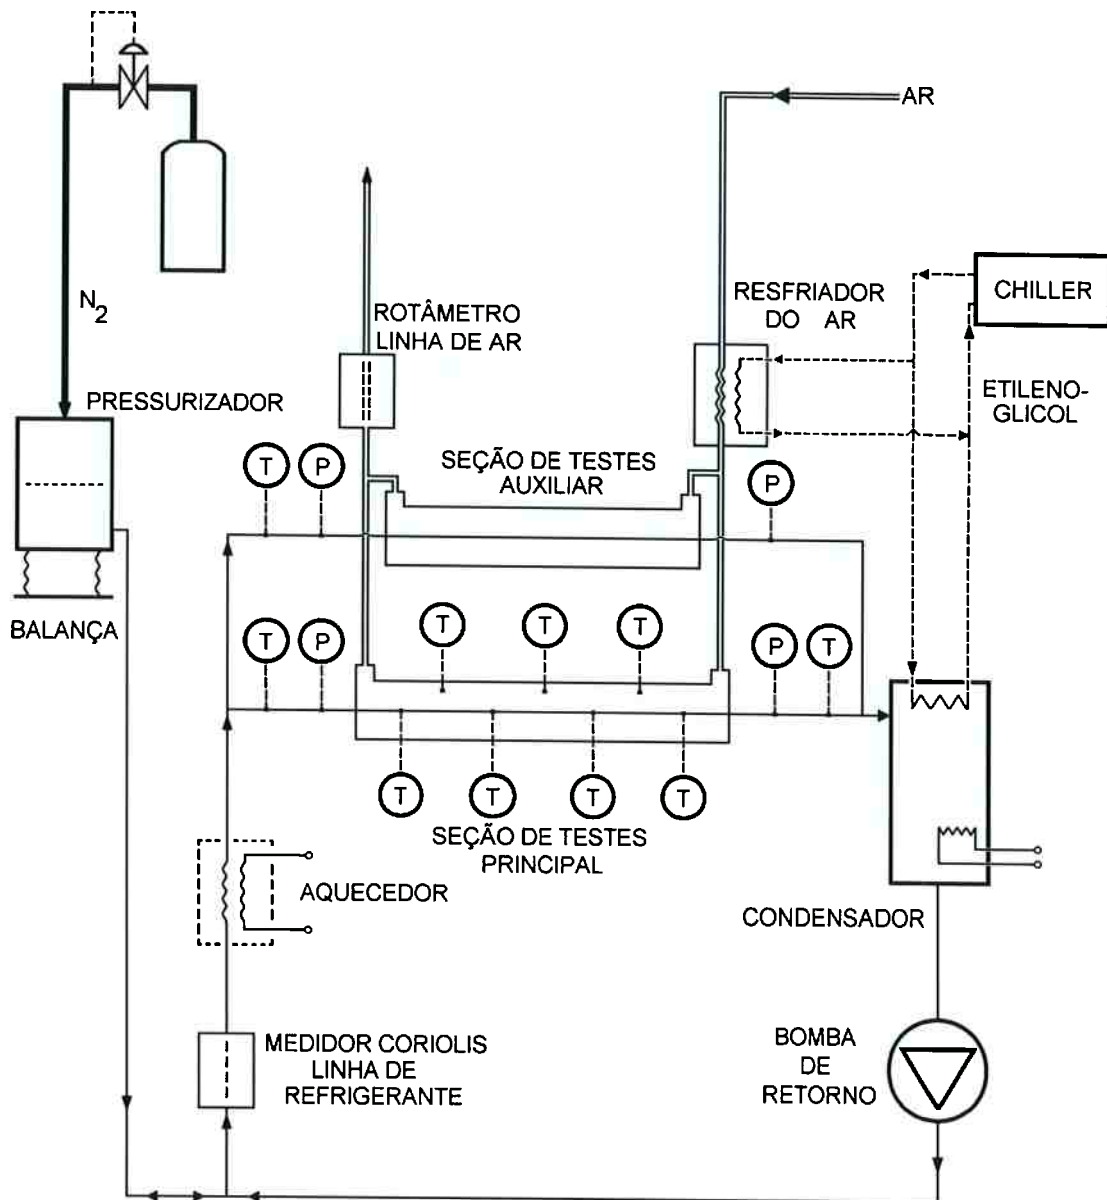 AR
N2
CHILLER
RESFRIADOR
DO AR
ROTÂMETRO
LINHA DE AR
ETILENO-
GLICOL
PRESSURIZADOR
SEÇÃO DE TESTES
AUXILIAR
T
P
P
BALANÇA
T
P
T
T
T
P
T
T
T
T
T
SEÇÃO DE TESTES
PRINCIPAL
AQUECEDOR
CONDENSADOR
MEDIDOR CORIOLIS
LINHA DE
REFRIGERANTE
BOMBA
DE
RETORNO